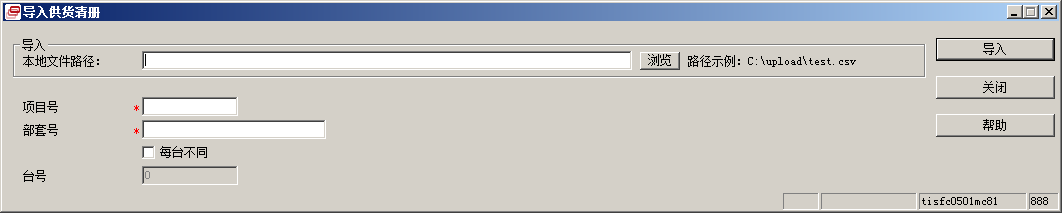 导入供货清册
导入
本地文件路径：
浏览 路径示例：C:\upload\test.csv
导入
关闭
项目号 *
部套号 *
帮助
每台不同
台号 0
tisfc0501mc81 888